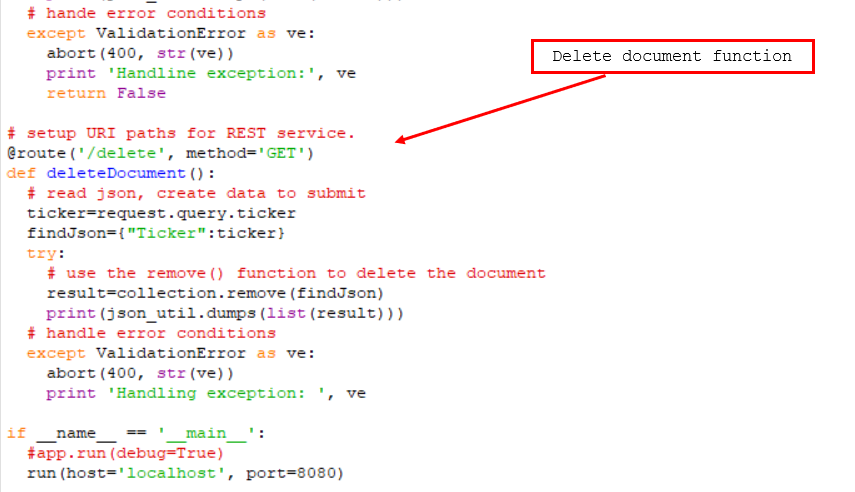 # hande error conditions
except ValidationError as ve:
abort(400, str(ve))
print 'Handline exception:', ve
return False
Delete document function
# setup URI paths for REST service.
@route('/delete', method='GET')
def deleteDocument():
# read json, create data to submit
ticker=request.query.ticker
findJson={"Ticker":ticker}
try:
# use the remove() function to delete the document
result=collection.remove(findJson)
print(json_util.dumps(list(result)))
# handle error conditions
except ValidationError as ve:
abort(400, str(ve))
print 'Handling exception: ', ve
if __name__ == '__main__':
#app.run(debug=True)
run(host='localhost', port=8080)